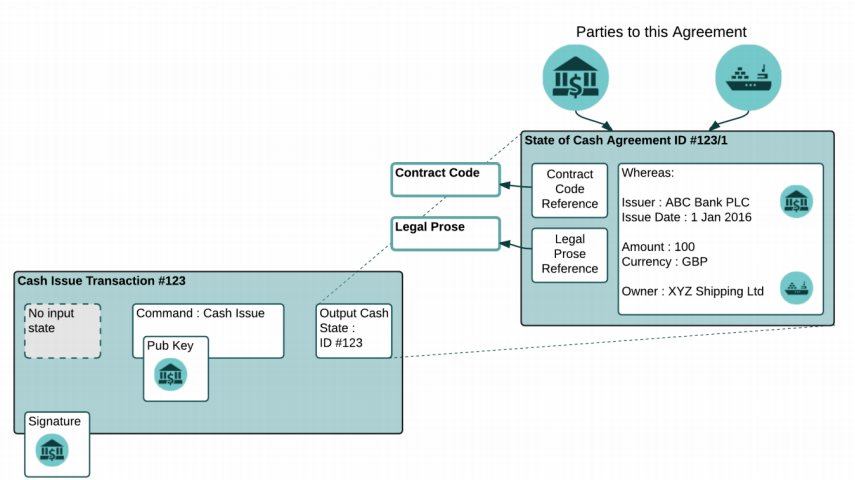 Parties to this Agreement
State of Cash Agreement ID #123/1
Contract Code
Contract
Code
Reference
Whereas:
Issuer : ABC Bank PLC
Issue Date : 1 Jan 2016
Amount : 100
Currency : GBP
Owner : XYZ Shipping Ltd
Legal Prose
Legal
Prose
Reference
Cash Issue Transaction #123
No input
state
Command : Cash Issue
Pub Key
Output Cash
State :
ID #123
Signature